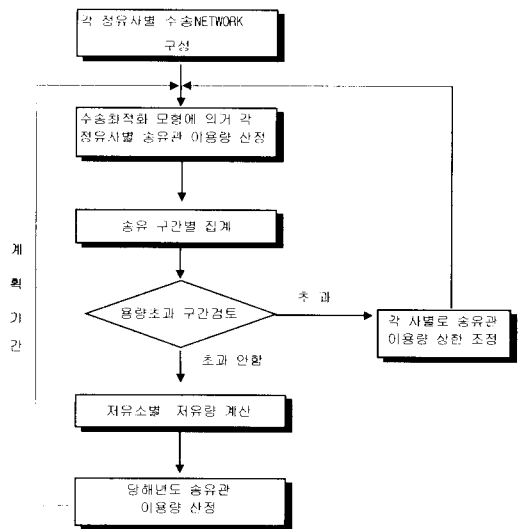 각 정유사별 수송NETWORK
구성
수송최적화 모형에 의거 각
정유사별 송유관 이용량 산정
송유 구간별 집계
용량초과 구간검토
초 과
각 사별로 송유관
이용량 상한 조정
초과 안함
저유소별 저유량 계산
당해년도 송유관
이용량 산정
계
획
기
간